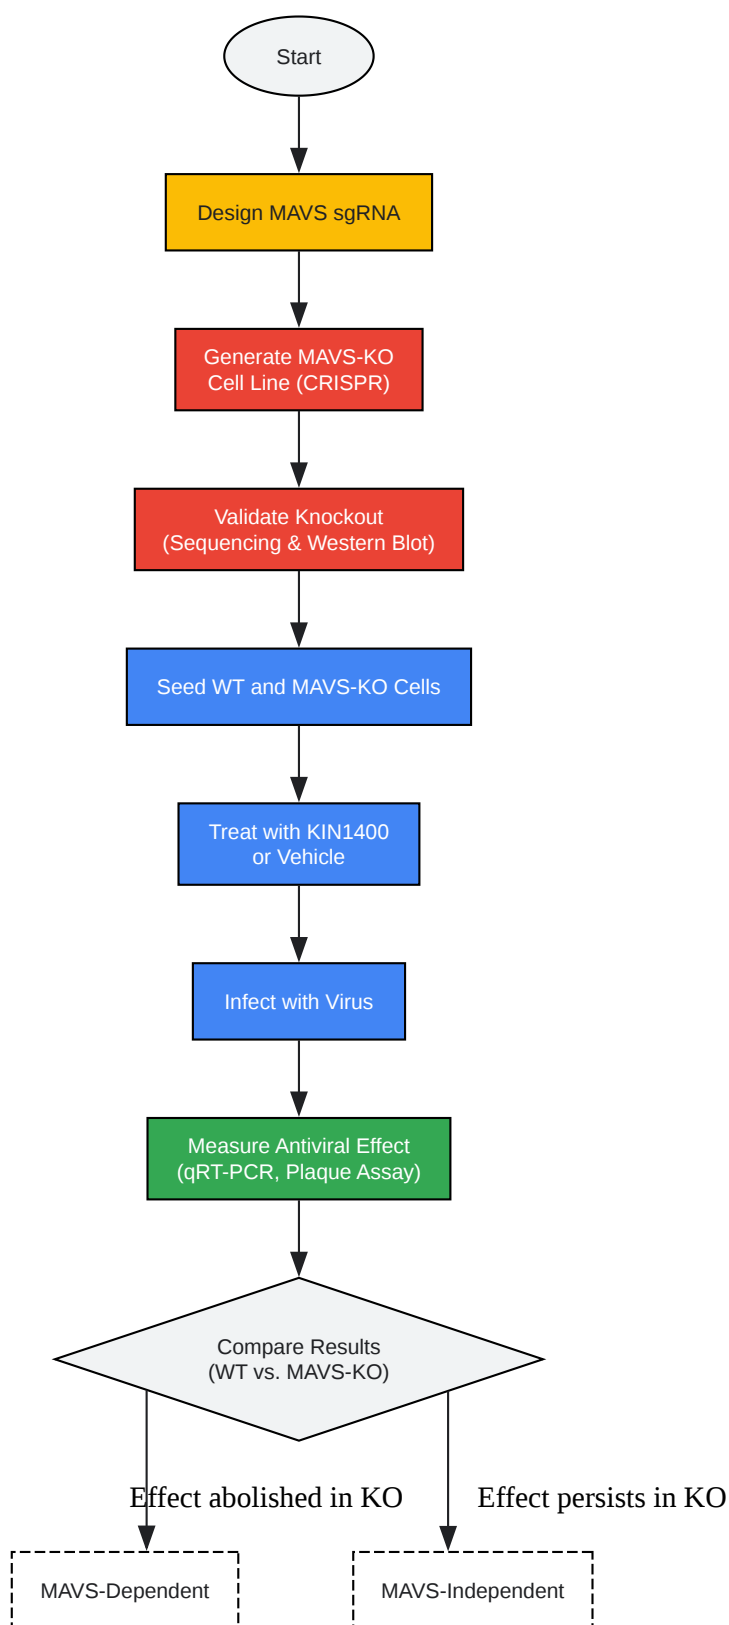 Start
Design MAVS sgRNA
Generate MAVS-KO
Cell Line (CRISPR)
Validate Knockout
(Sequencing & Western Blot)
Seed WT and MAVS-KO Cells
Treat with KIN1400
or Vehicle
Infect with Virus
Measure Antiviral Effect
(qRT-PCR, Plaque Assay)
Compare Results
(WT vs. MAVS-KO)
Effect abolished in KO
Effect persists in KO
MAVS-Dependent
MAVS-Independent